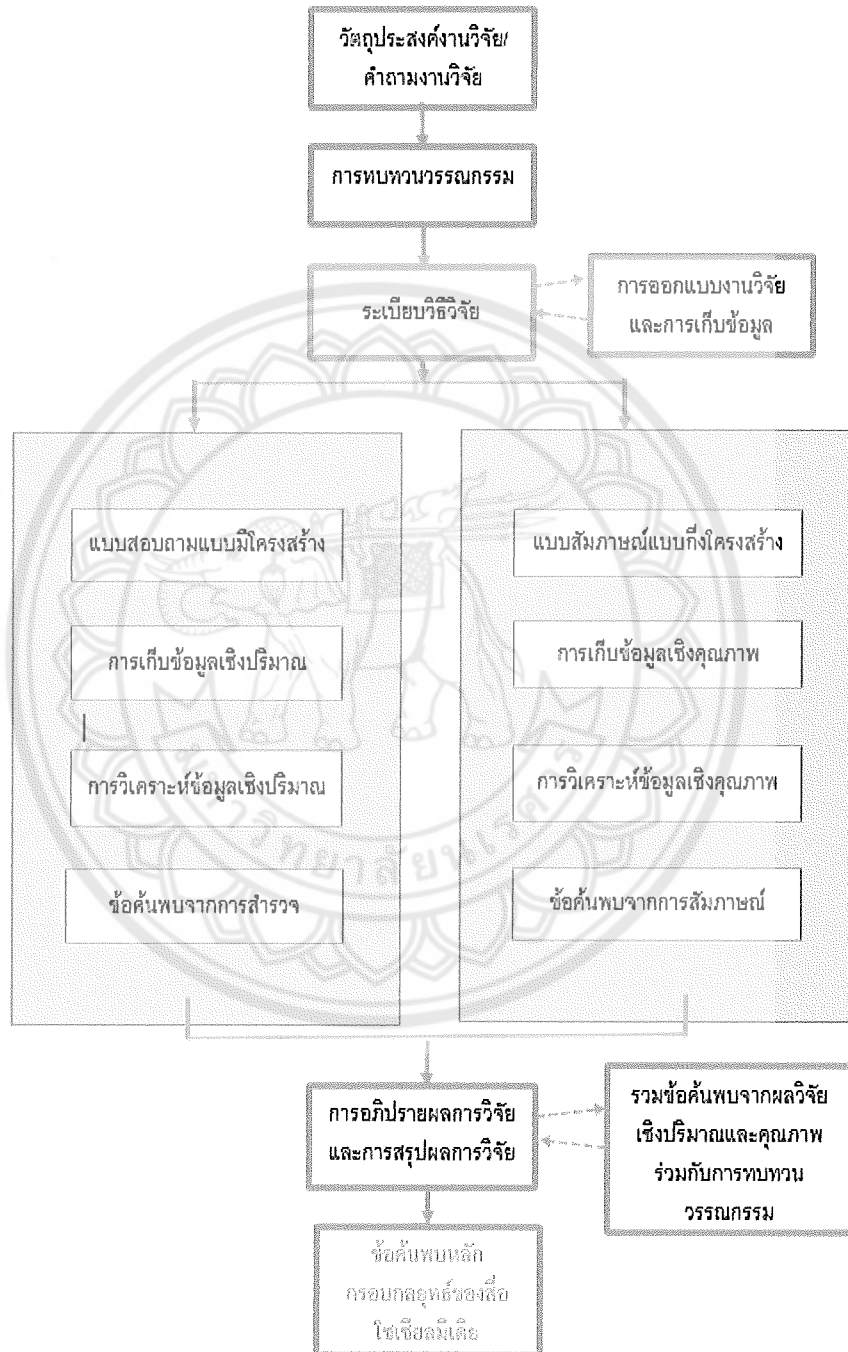 วัตถุประสงค์งานวิจัย/
คำถามงานวิจัย
การทบทวนวรรณกรรม
ระเบียบวิธีวิจัย
การออกแบบงานวิจัย
และการเก็บข้อมูล
แบบสอบถามแบบมีโครงสร้าง
การเก็บข้อมูลเชิงปริมาณ
การวิเคราะห์ข้อมูลเชิงปริมาณ
ข้อค้นพบจากการสำรวจ
แบบสัมภาษณ์แบบกึ่งโครงสร้าง
การเก็บข้อมูลเชิงคุณภาพ
การวิเคราะห์ข้อมูลเชิงคุณภาพ
ข้อค้นพบจากการสัมภาษณ์
มหาวิทยาลัยนเรศวร
การอภิปรายผลการวิจัย
และการสรุปผลการวิจัย
รวมข้อค้นพบจากผลวิจัย
เชิงปริมาณและคุณภาพ
ร่วมกับการทบทวน
วรรณกรรม
ข้อค้นพบหลัก
กรอบกลยุทธ์ของสื่อ
โซเชียลมีเดีย